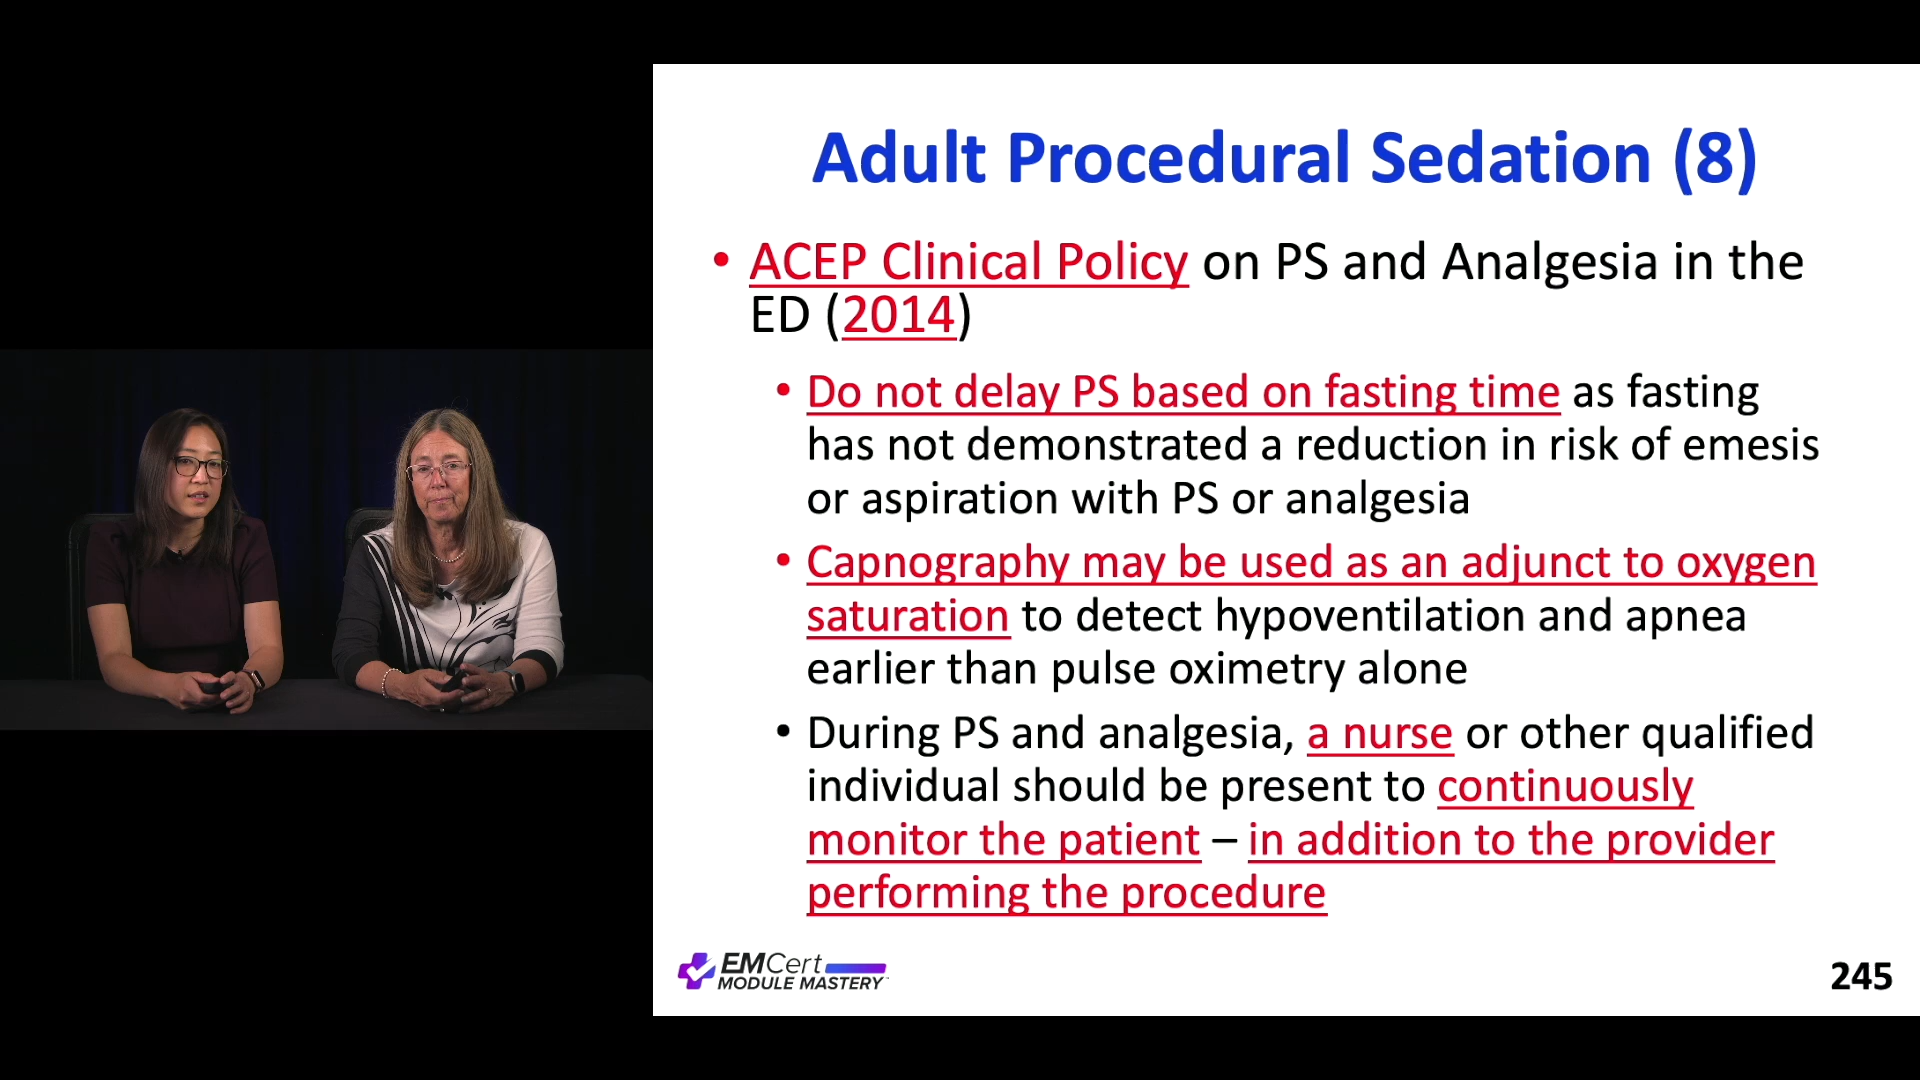 Adult Procedural Sedation (8)
• ACEP Clinical Policy on PS and Analgesia in the
ED (2014)
• Do not delay PS based on fasting time as fasting
has not demonstrated a reduction in risk of emesis
or aspiration with PS or analgesia
• Capnography may be used as an adjunct to oxygen
saturation to detect hypoventilation and apnea
earlier than pulse oximetry alone
• During PS and analgesia, a nurse or other qualified
individual should be present to continuously
monitor the patient – in addition to the provider
performing the procedure
EMCert
MODULE MASTERY
245